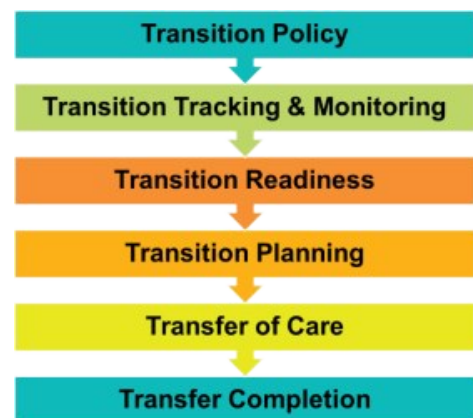 Transition Policy
Transition Tracking & Monitoring
Transition Readiness
Transition Planning
Transfer of Care
Transfer Completion